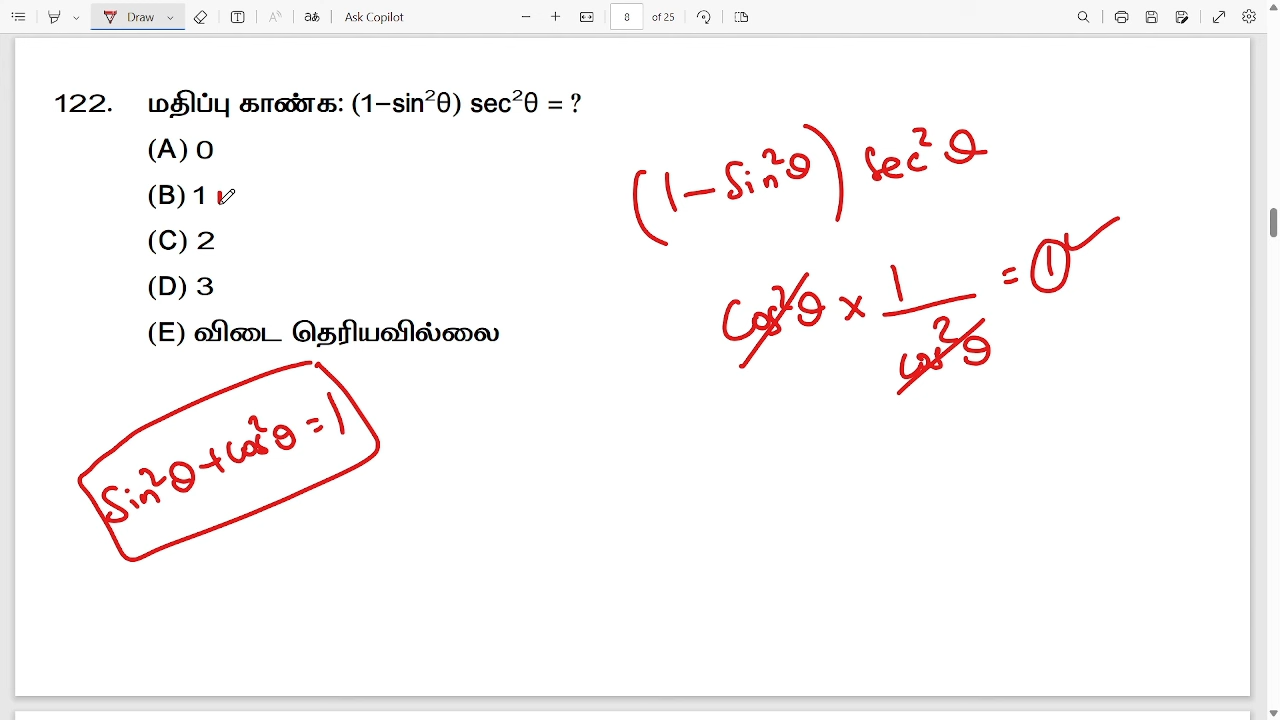 Draw
Ask Copilot
8 of 25
122. மதிப்பு காண்க: (1–sin²θ) sec²θ = ?
(A) 0
(B) 1
(C) 2
(D) 3
(E) விடை தெரியவில்லை
(1 – sin²θ) sec²θ
cos²θ × 1/cos²θ = 1
sin²θ + cos²θ = 1